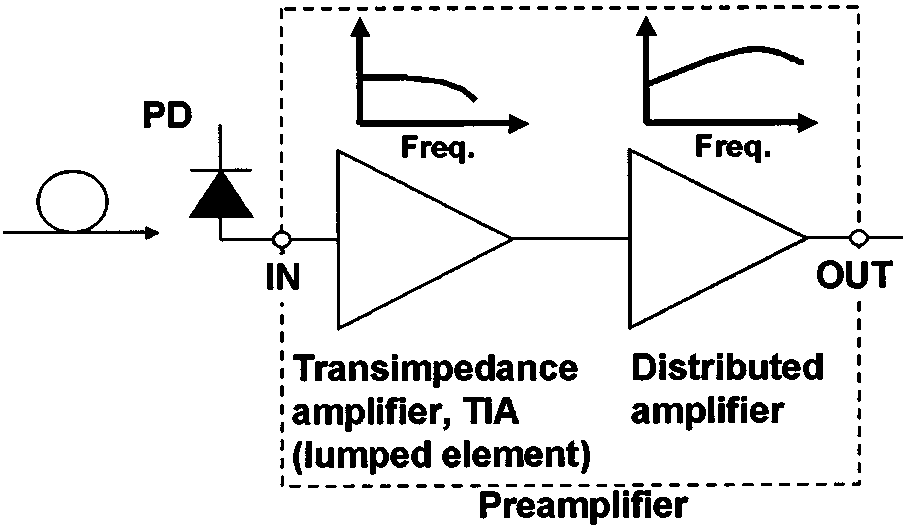 PD
Freq.
Freq.
IN
OUT
Transimpedance
amplifier, TIA
(lumped element)
Distributed
amplifier
Preamplifier